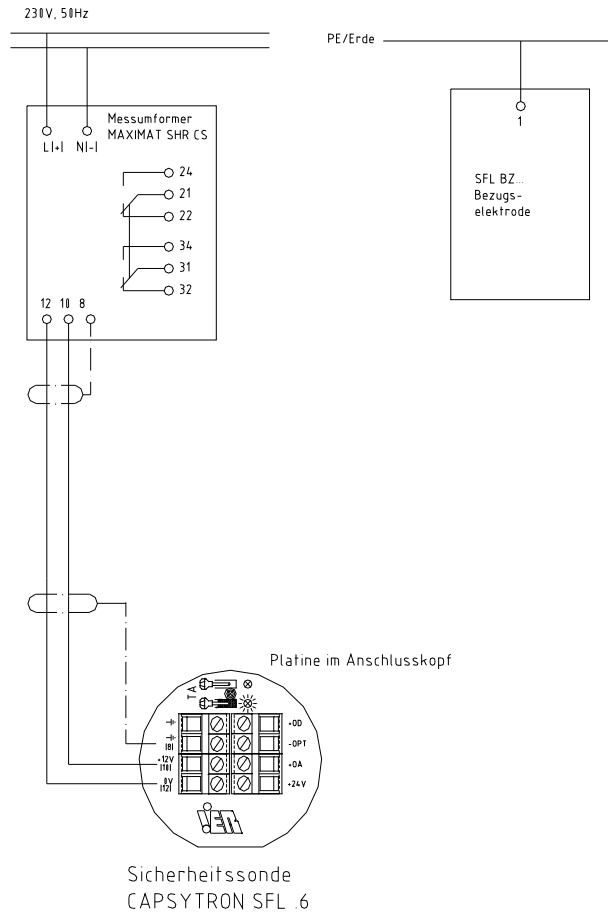 230V, 50Hz
PE/Erde
Messumformer
MAXIMAT SHR CS
L(+) N(-)
24
21
22
34
31
32
12 10 8
1
SFL BZ...
Bezugs-
elektrode
Platine im Anschlusskopf
TA
+OD
(8)
-OPT
+12V
(10)
+OA
0V
(12)
+24V
Sicherheitssonde
CAPSYTRON SFL .6